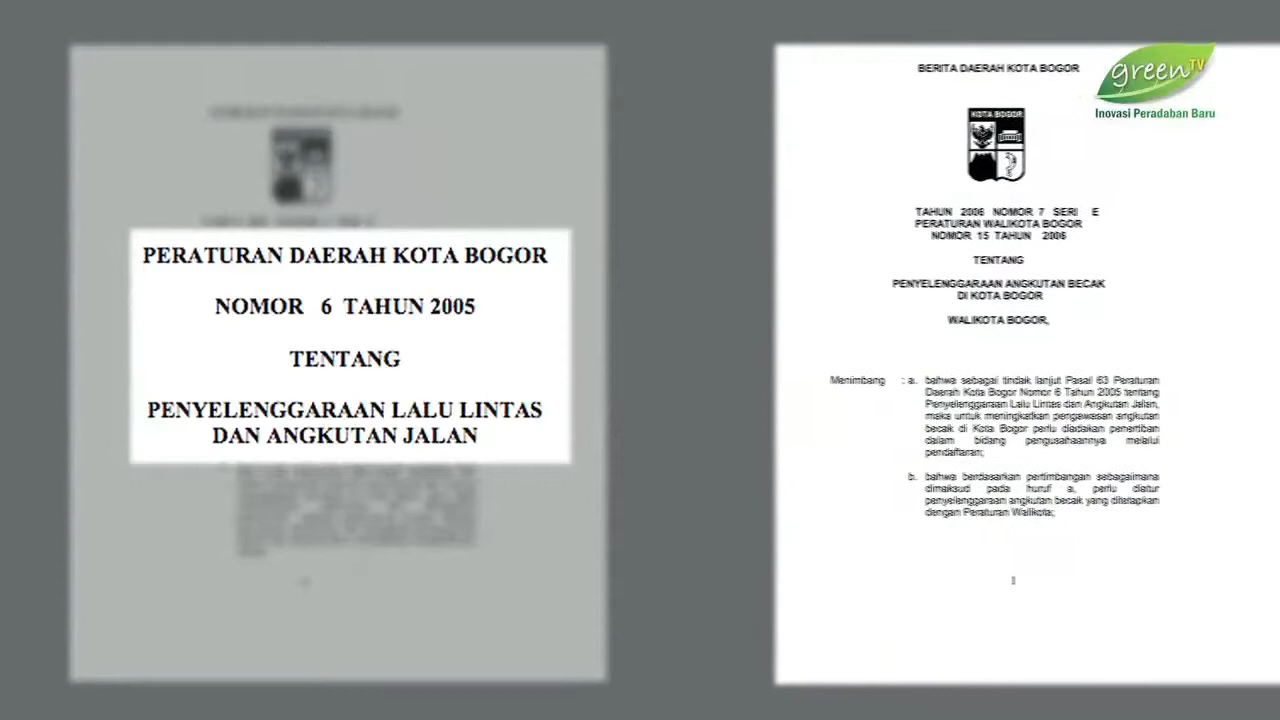 PERATURAN DAERAH KOTA BOGOR
NOMOR 6 TAHUN 2005
TENTANG
PENYELENGGARAAN LALU LINTAS
DAN ANGKUTAN JALAN
BERITA DAERAH KOTA BOGOR
KOTA BOGOR
TAHUN 2006 NOMOR 7 SERI E
PERATURAN WALIKOTA BOGOR
NOMOR 15 TAHUN 2006
TENTANG
PENYELENGGARAAN ANGKUTAN BECAK
DI KOTA BOGOR
WALIKOTA BOGOR,
Menimbang : a. bahwa sebagai tindak lanjut Pasal 63 Peraturan
Daerah Kota Bogor Nomor 6 Tahun 2005 tentang
Penyelenggaraan Lalu Lintas dan Angkutan Jalan,
maka untuk meningkatkan pengawasan angkutan
becak di Kota Bogor perlu diadakan penertiban
dalam bidang pengusahaannya melalui
pendaftaran;
b. bahwa berdasarkan pertimbangan sebagaimana
dimaksud pada huruf a, perlu diatur
penyelenggaraan angkutan becak yang ditetapkan
dengan Peraturan Walikota;
1
green TV
Inovasi Peradaban Baru